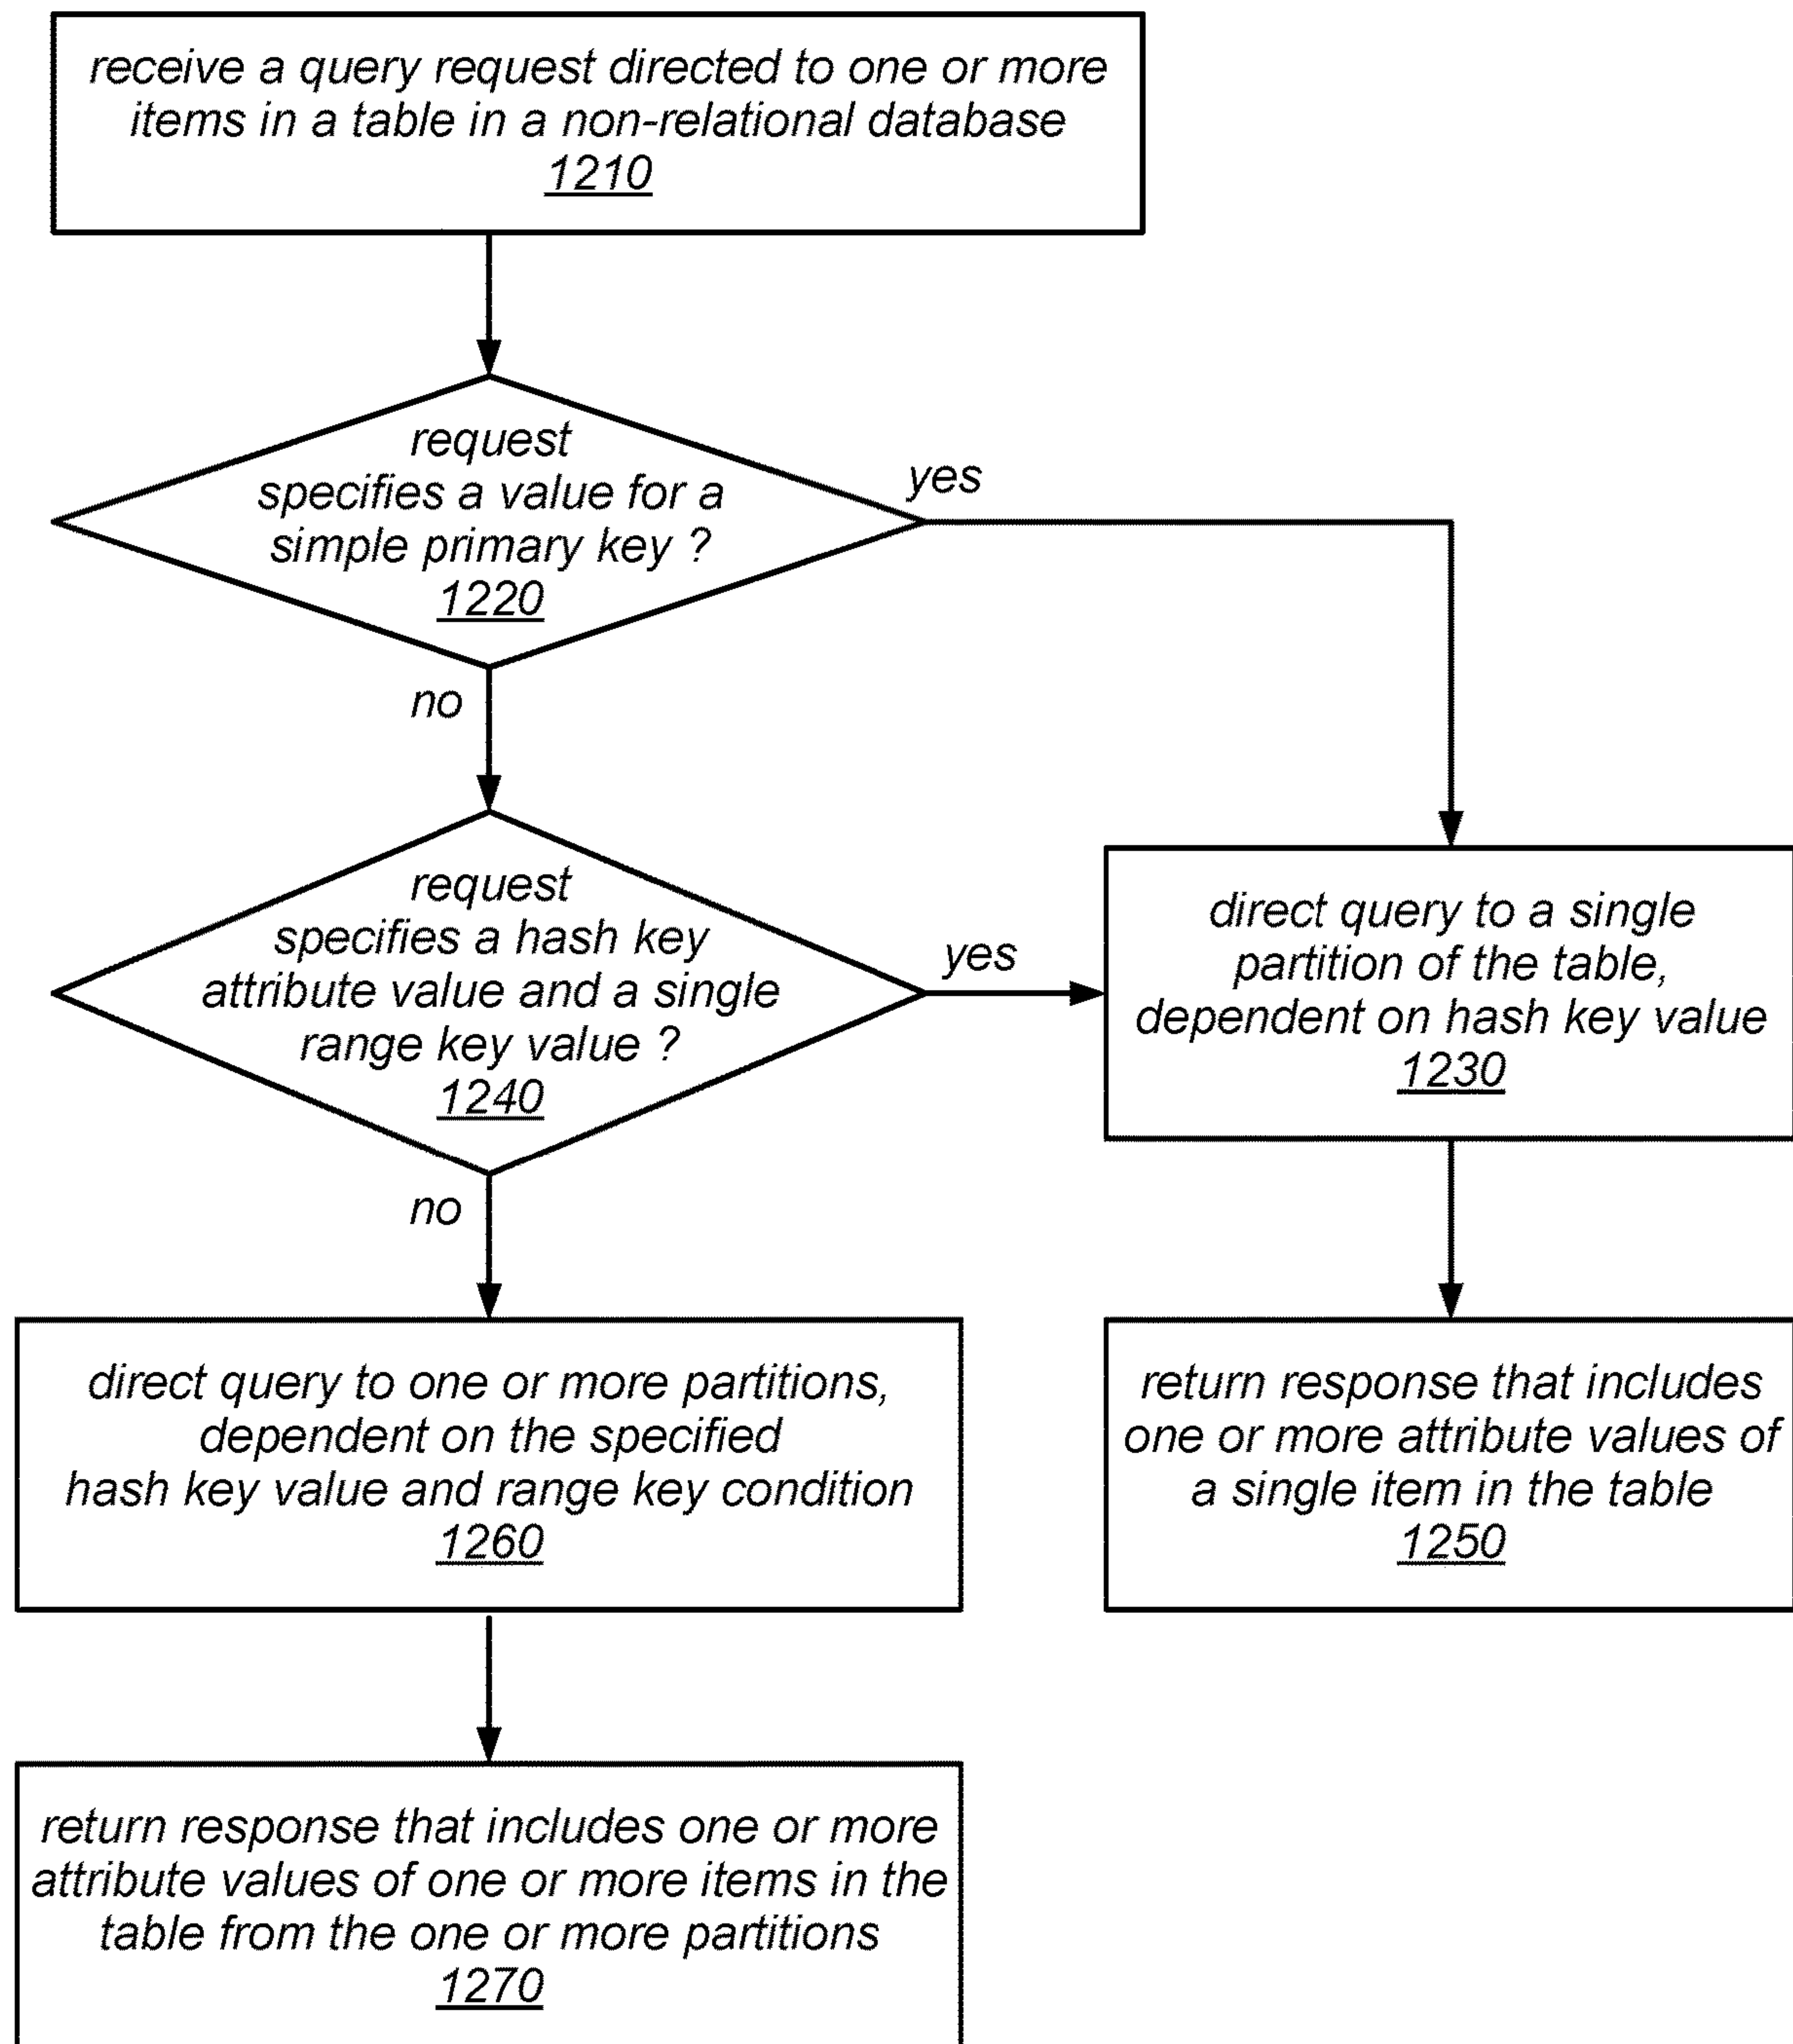 receive a query request directed to one or more
items in a table in a non-relational database
1210
request
specifies a value for a
simple primary key ?
1220
yes
no
request
specifies a hash key
attribute value and a single
range key value ?
1240
yes
no
direct query to a single
partition of the table,
dependent on hash key value
1230
direct query to one or more partitions,
dependent on the specified
hash key value and range key condition
1260
return response that includes
one or more attribute values of
a single item in the table
1250
return response that includes one or more
attribute values of one or more items in the
table from the one or more partitions
1270